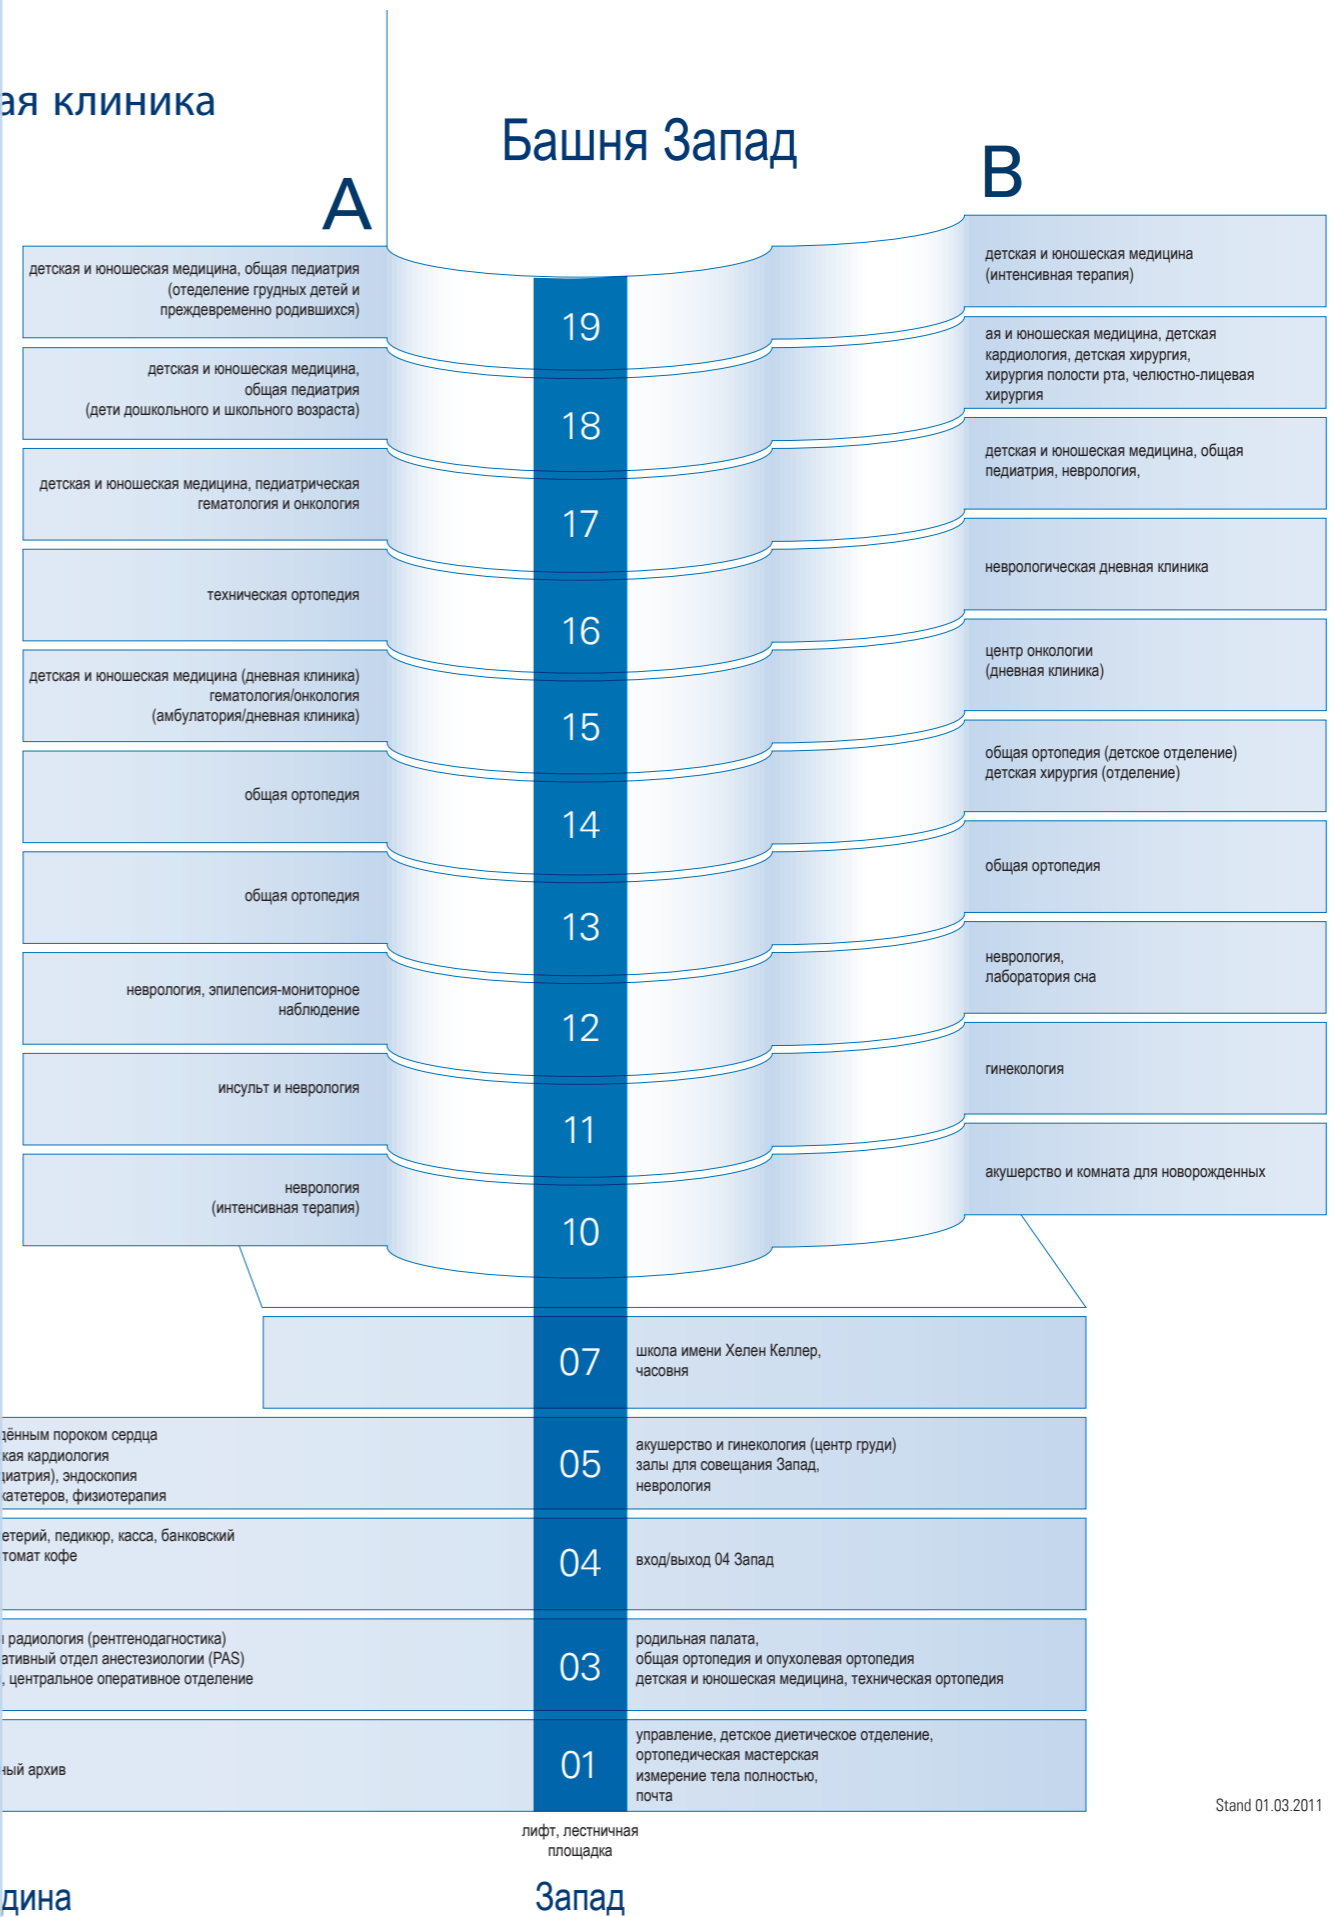 ая клиника
Башня Запад
A
B
детская и юношеская медицина, общая педиатрия
(отеделение грудных детей и
преждевременно родившихся)
19
детская и юношеская медицина
(интенсивная терапия)
детская и юношеская медицина,
общая педиатрия
(дети дошкольного и школьного возраста)
18
ая и юношеская медицина, детская
кардиология, детская хирургия,
хирургия полости рта, челюстно-лицевая
хирургия
детская и юношеская медицина, педиатрическая
гематология и онкология
17
детская и юношеская медицина, общая
педиатрия, неврология,
техническая ортопедия
16
неврологическая дневная клиника
детская и юношеская медицина (дневная клиника)
гематология/онкология
(амбулатория/дневная клиника)
15
центр онкологии
(дневная клиника)
общая ортопедия
14
общая ортопедия (детское отделение)
детская хирургия (отделение)
общая ортопедия
13
общая ортопедия
неврология, эпилепсия-мониторное
наблюдение
12
неврология,
лаборатория сна
инсульт и неврология
11
гинекология
неврология
(интенсивная терапия)
10
акушерство и комната для новорожденных
07
школа имени Хелен Келлер,
часовня
дённым пороком сердца
кая кардиология
диатрия), эндоскопия
катетеров, физиотерапия
05
акушерство и гинекология (центр груди)
залы для совещания Запад,
неврология
етерий, педикюр, касса, банковский
томат кофе
04
вход/выход 04 Запад
радиология (рентгенодагностика)
ативный отдел анестезиологии (PAS)
, центральное оперативное отделение
03
родильная палата,
общая ортопедия и опухолевая ортопедия
детская и юношеская медицина, техническая ортопедия
ный архив
01
управление, детское диетическое отделение,
ортопедическая мастерская
измерение тела полностью,
почта
Stand 01.03.2011
лифт, лестничная
площадка
дина
Запад